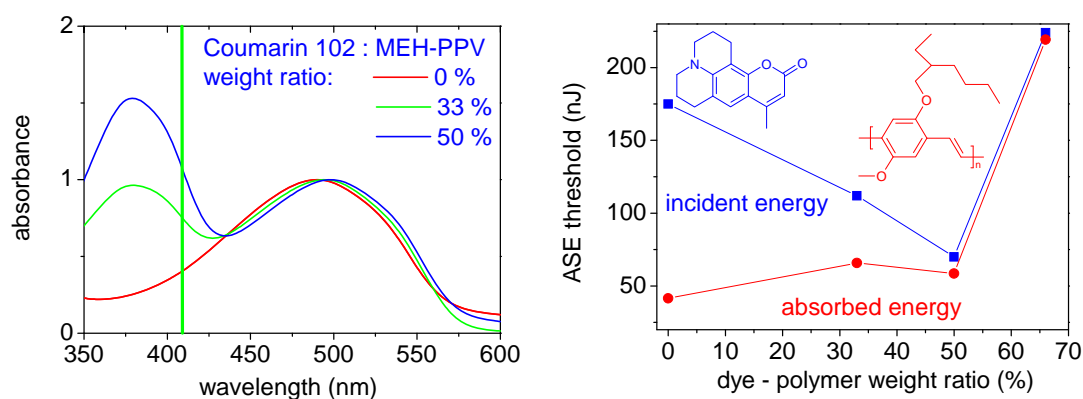 2
1
0
absorbance
350
400
450
500
550
600
wavelength (nm)
Coumarin 102 : MEH-PPV
weight ratio:
0 %
33 %
50 %
200
150
100
50
ASE threshold (nJ)
0
10
20
30
40
50
60
70
dye - polymer weight ratio (%)
N
O
O
O
O
n
incident energy
absorbed energy